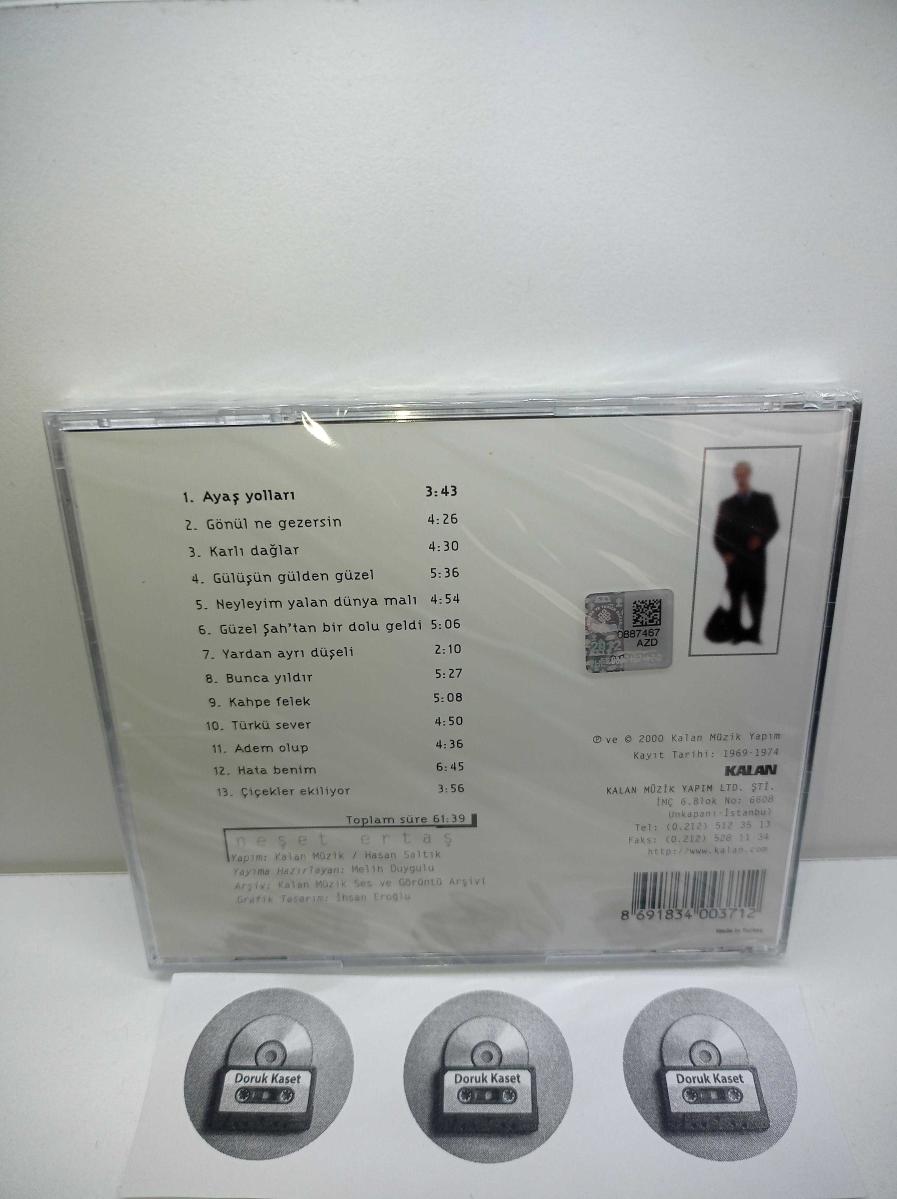 1. Ayaş yolları 3:43
2. Gönül ne gezersin 4:26
3. Karlı dağlar 4:30
4. Gülüşün gülden güzel 5:36
5. Neyleyim yalan dünya malı 4:54
6. Güzel Şah'tan bir dolu geldi 5:06
7. Yardan ayrı düşeli 2:10
8. Bunca yıldır 5:27
9. Kahpe felek 5:08
10. Türkü sever 4:50
11. Adem olup 4:36
12. Hata benim 6:45
13. Çiçekler ekiliyor 3:56
Toplam süre 61:39
neşet ertaş
Yapım: Kalan Müzik / Hasan Saltık
Yayıma Hazırlayan: Melih Duygulu
Arşiv: Kalan Müzik Ses ve Görüntü Arşivi
Grafik Tasarım: İhsan Eroğlu
0887467
AZD
℗ ve © 2000 Kalan Müzik Yapım
Kayıt Tarihi: 1969-1974
KALAN
KALAN MÜZİK YAPIM LTD. ŞTİ.
İMÇ 6.Blok No: 6608
Unkapanı-İstanbul
Tel: (0.212) 512 35 13
Faks: (0.212) 528 11 34
http://www.kalan.com
8 691834 003712
Made in Turkey
Doruk Kaset
Doruk Kaset
Doruk Kaset